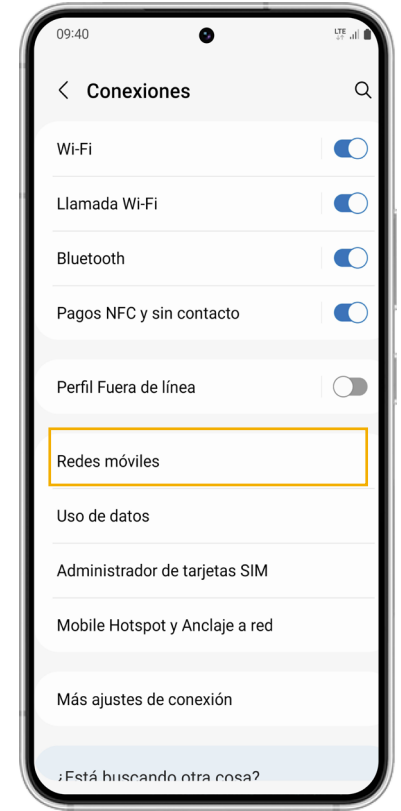 09:40
LTE
Conexiones
Wi-Fi
Llamada Wi-Fi
Bluetooth
Pagos NFC y sin contacto
Perfil Fuera de línea
Redes móviles
Uso de datos
Administrador de tarjetas SIM
Mobile Hotspot y Anclaje a red
Más ajustes de conexión
¿Está buscando otra cosa?